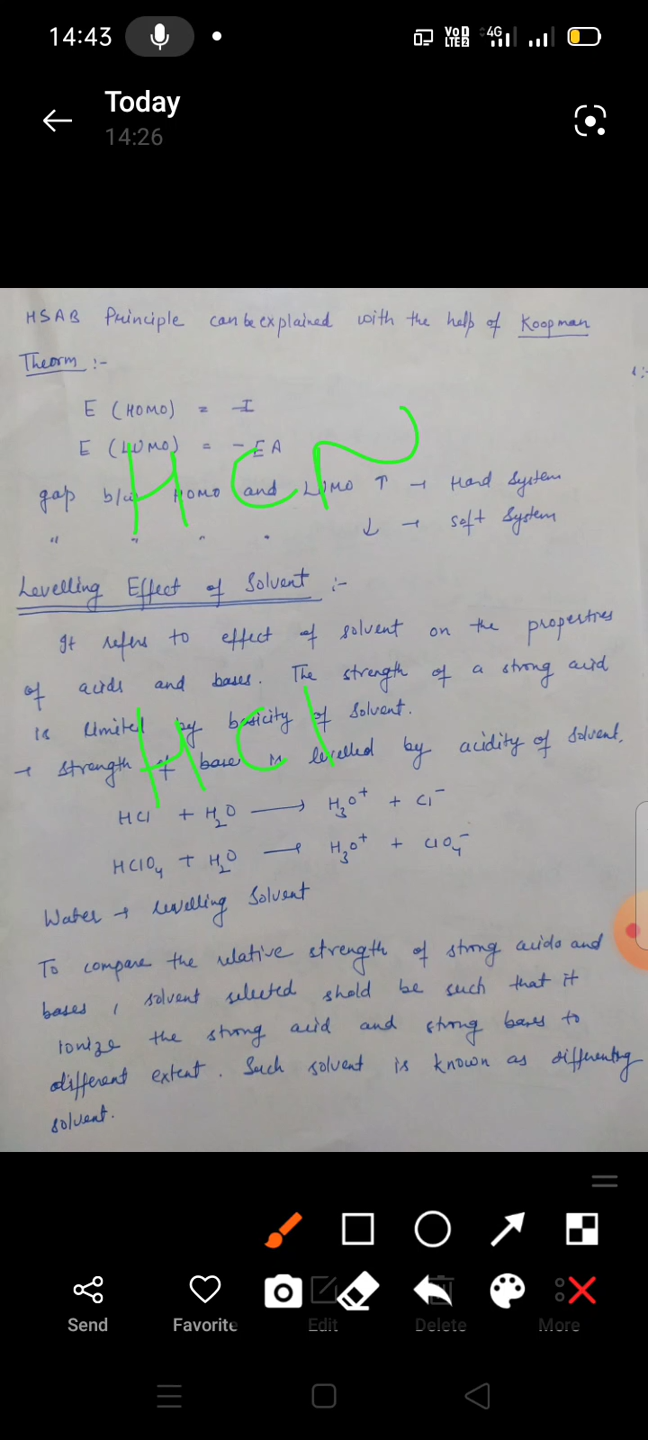 14:43
VoD
LTE2
4G
Today
14:26
HSAB Principle can be explained with the help of Koopman
Theorm :-
E (HOMO) = -I
E (LUMO) = - EA
gap b/w HOMO and LUMO ↑ → Hard System
" " " " ↓ → Soft System
HCN
Levelling Effect of Solvent :-
It refers to effect of solvent on the properties
of acids and bases. The strength of a strong acid
is limited by basicity of solvent.
→ strength of base is levelled by acidity of solvent.
HCl
HCl + H2O ⟶ H3O+ + Cl-
HClO4 + H2O ⟶ H3O+ + ClO4-
Water → levelling Solvent
To compare the relative strength of strong acids and
bases, solvent selected shold be such that it
ionize the strong acid and strong bases to
different extent. Such solvent is known as differenting
solvent.
Send
Favorite
Edit
Delete
More